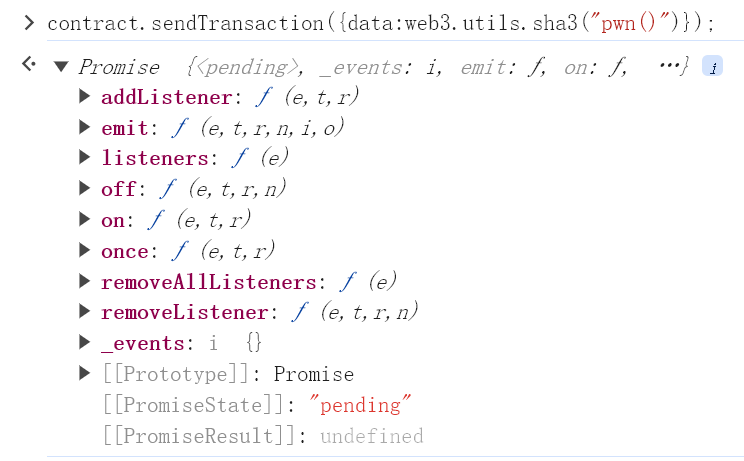 > contract.sendTransaction({data:web3.utils.sha3("pwn()")});
<· ▼ Promise {<pending>, _events: i, emit: ƒ, on: ƒ, …} i
▶ addListener: ƒ (e,t,r)
▶ emit: ƒ (e,t,r,n,i,o)
▶ listeners: ƒ (e)
▶ off: ƒ (e,t,r,n)
▶ on: ƒ (e,t,r)
▶ once: ƒ (e,t,r)
▶ removeAllListeners: ƒ (e)
▶ removeListener: ƒ (e,t,r,n)
▶ _events: i {}
▶ [[Prototype]]: Promise
[[PromiseState]]: "pending"
[[PromiseResult]]: undefined